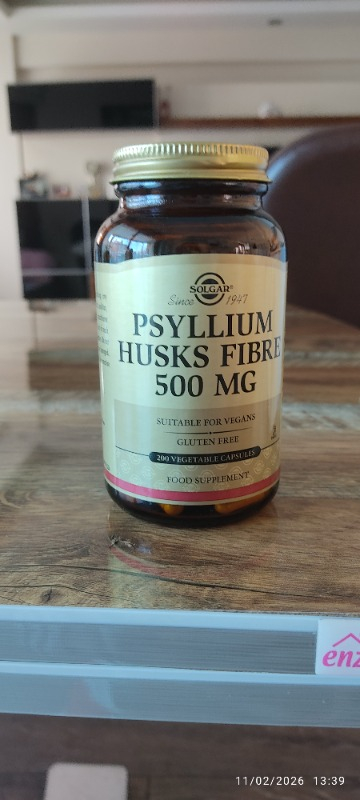 SOLGAR®
Since 1947
PSYLLIUM
HUSKS FIBRE
500 MG
SUITABLE FOR VEGANS
GLUTEN FREE
200 VEGETABLE CAPSULES
FOOD SUPPLEMENT
enz
11/02/2026 13:39